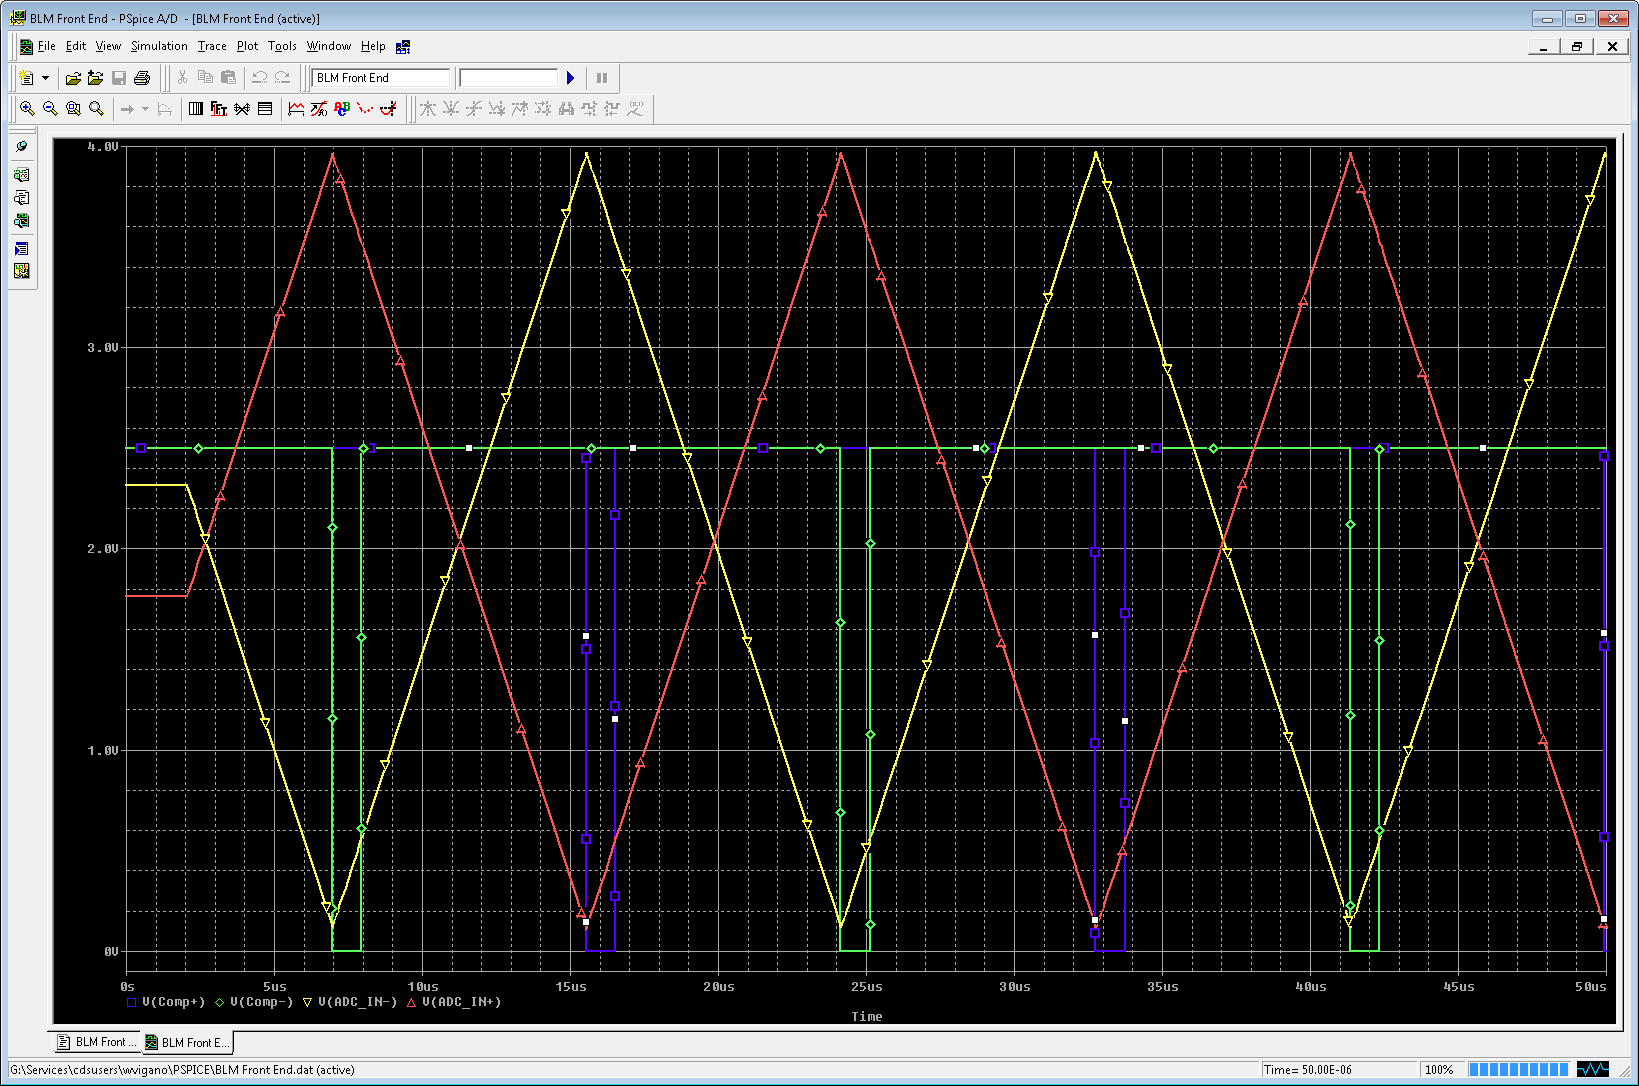 BLM Front End - PSpice A/D - [BLM Front End (active)]
File Edit View Simulation Trace Plot Tools Window Help
BLM Front End
4.0V
3.0V
2.0V
1.0V
0V
0s 5us 10us 15us 20us 25us 30us 35us 40us 45us 50us
V(Comp+) V(Comp-) V(ADC_IN-) V(ADC_IN+)
Time
BLM Front ... BLM Front E...
G:\Services\cdsusers\wvigano\PSPICE\BLM Front End.dat (active) Time= 50.00E-06 100%